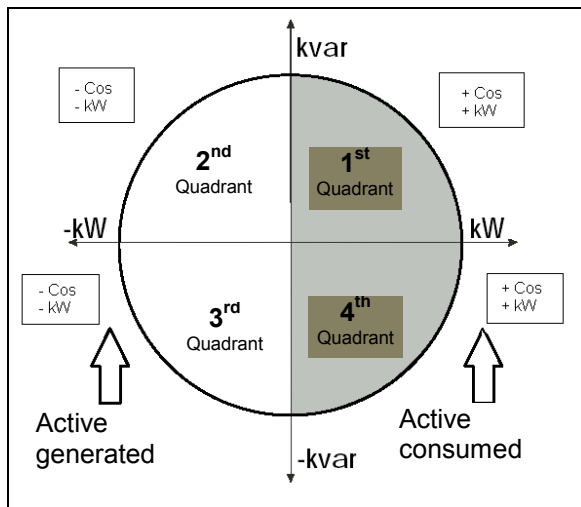 kvar
- Cos
- kW
+ Cos
+ kW
2nd
Quadrant
1st
Quadrant
-kW
kW
- Cos
- kW
+ Cos
+ kW
3rd
Quadrant
4th
Quadrant
Active
generated
Active
consumed
-kvar